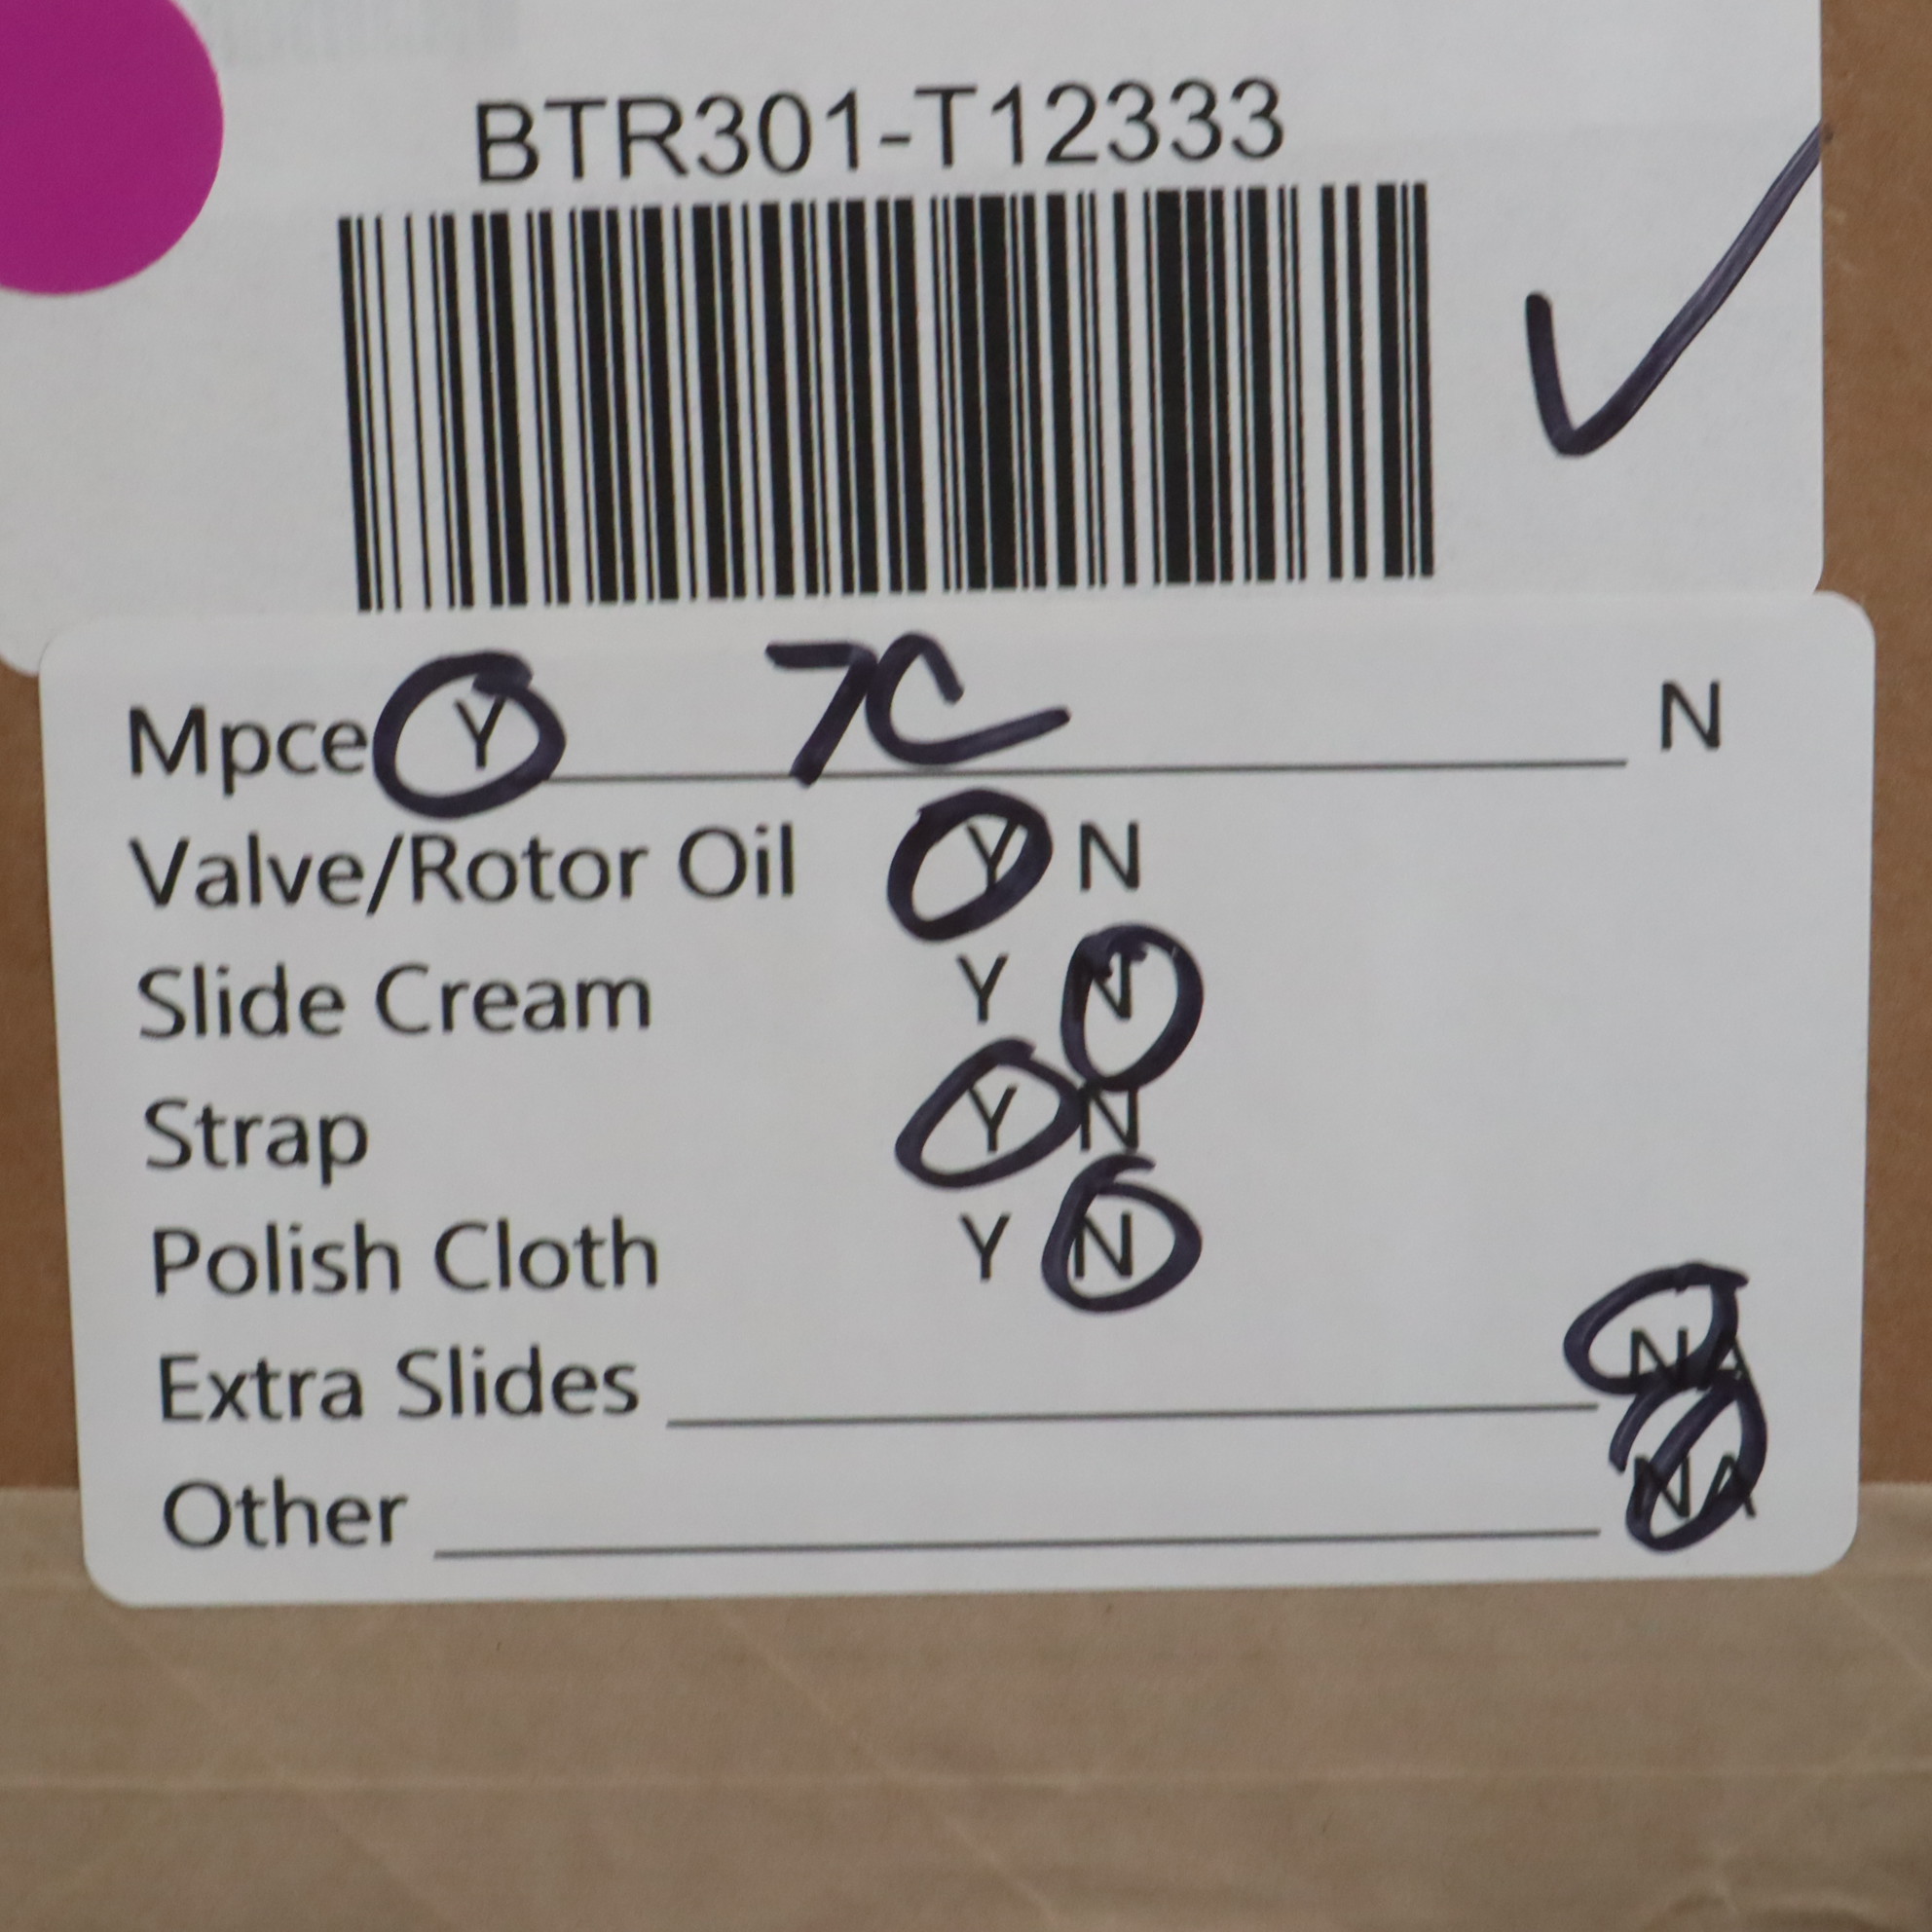 BTR301-T12333
Mpce Y 7C N
Valve/Rotor Oil Y N
Slide Cream Y N
Strap Y N
Polish Cloth Y N
Extra Slides NA
Other NA